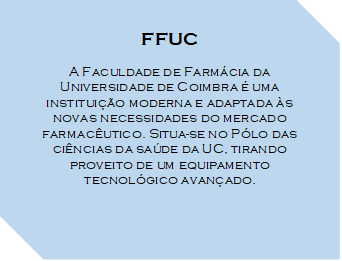 FFUC
A Faculdade de Farmácia da
Universidade de Coimbra é uma
instituição moderna e adaptada às
novas necessidades do mercado
farmacêutico. Situa-se no Pólo das
ciências da saúde da UC, tirando
proveito de um equipamento
tecnológico avançado.